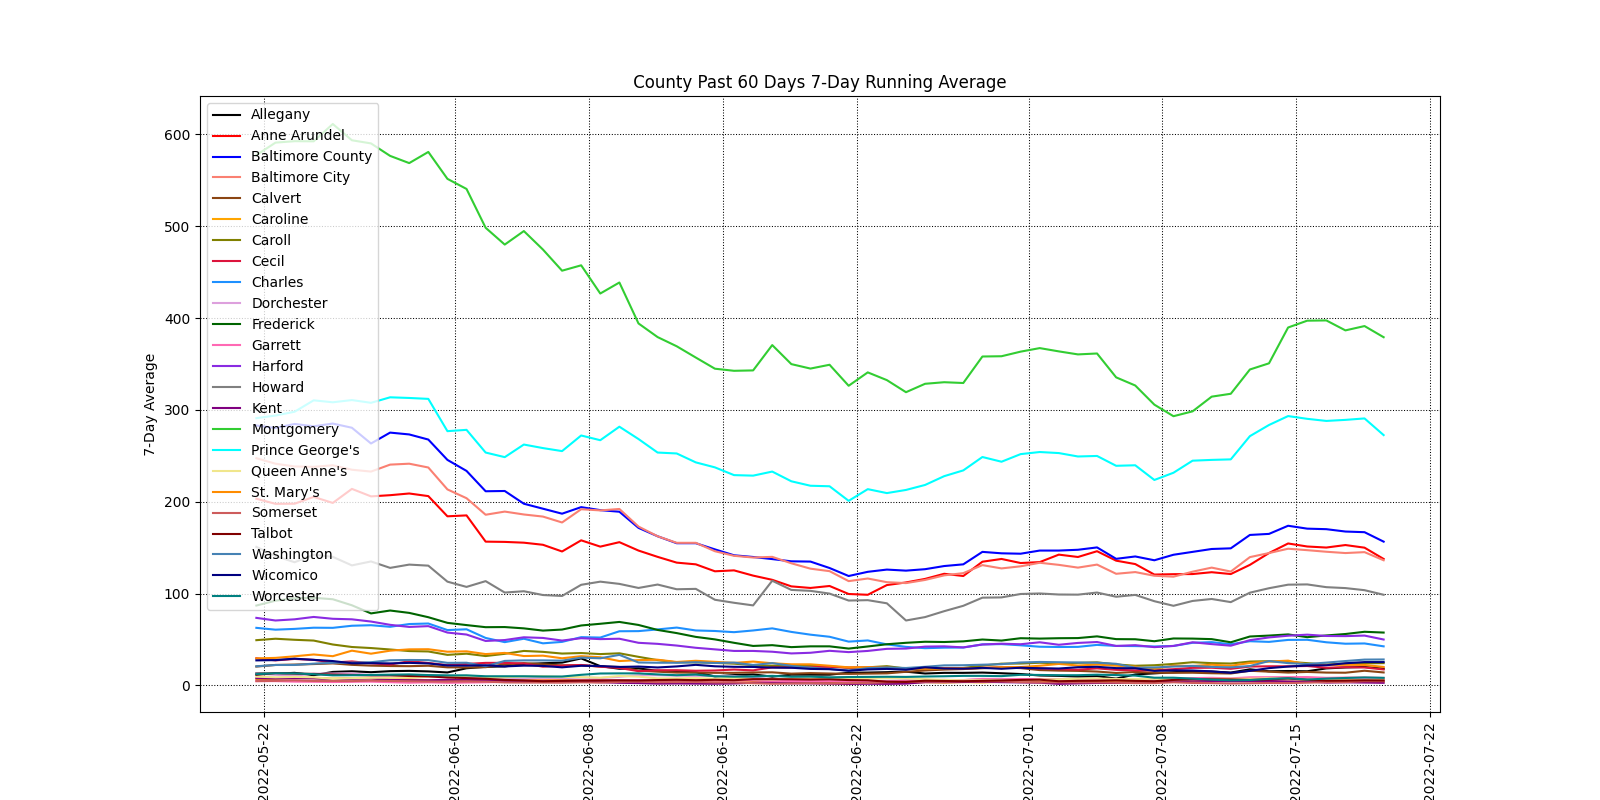 County Past 60 Days 7-Day Running Average
7-Day Average
600
500
400
300
200
100
0
Allegany
Anne Arundel
Baltimore County
Baltimore City
Calvert
Caroline
Caroll
Cecil
Charles
Dorchester
Frederick
Garrett
Harford
Howard
Kent
Montgomery
Prince George's
Queen Anne's
St. Mary's
Somerset
Talbot
Washington
Wicomico
Worcester
2022-05-22
2022-06-01
2022-06-08
2022-06-15
2022-06-22
2022-07-01
2022-07-08
2022-07-15
2022-07-22